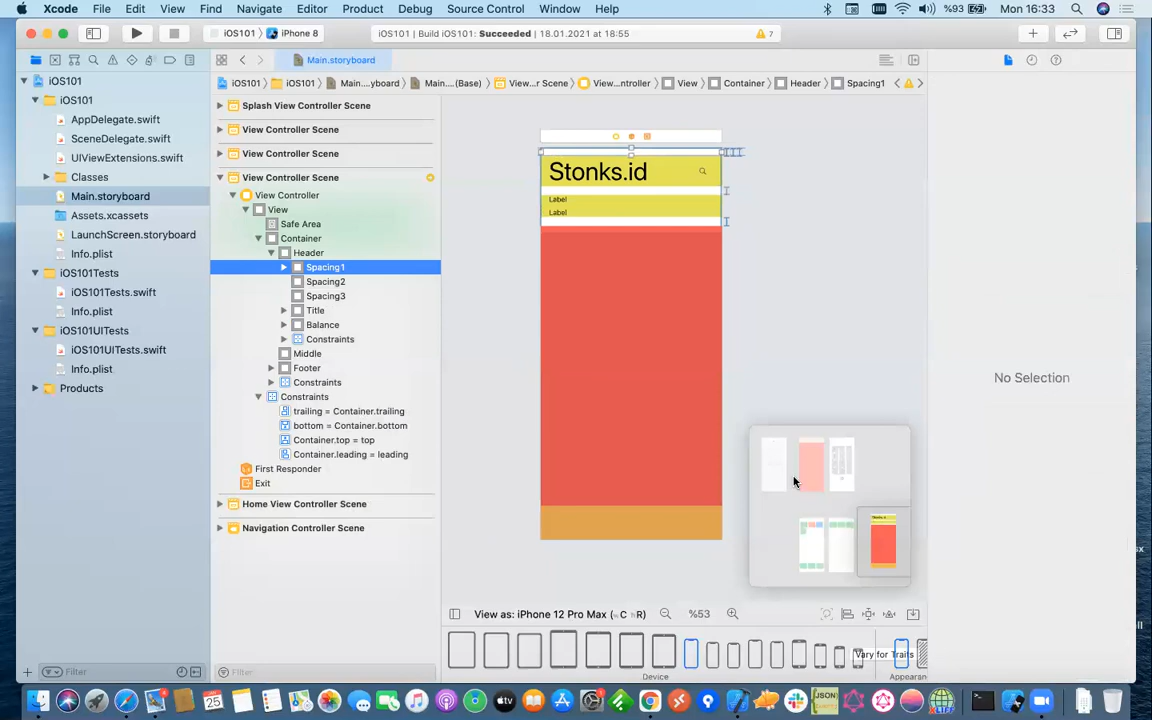 Xcode File Edit View Find Navigate Editor Product Debug Source Control Window Help %93 Mon 16:33
iOS101 iPhone 8 iOS101 | Build iOS101: Succeeded | 18.01.2021 at 18:55 7
Main.storyboard
iOS101 iOS101 Main....yboard Main....(Base) View...r Scene View...ntroller View Container Header Spacing1
iOS101
iOS101
AppDelegate.swift
SceneDelegate.swift
UIViewExtensions.swift
Classes
Main.storyboard
Assets.xcassets
LaunchScreen.storyboard
Info.plist
iOS101Tests
iOS101Tests.swift
Info.plist
iOS101UITests
iOS101UITests.swift
Info.plist
Products
Filter
Splash View Controller Scene
View Controller Scene
View Controller Scene
View Controller Scene
View Controller
View
Safe Area
Container
Header
Spacing1
Spacing2
Spacing3
Title
Balance
Constraints
Middle
Footer
Constraints
Constraints
trailing = Container.trailing
bottom = Container.bottom
Container.top = top
Container.leading = leading
First Responder
Exit
Home View Controller Scene
Navigation Controller Scene
Filter
Stonks.id
Label
Label
No Selection
View as: iPhone 12 Pro Max (wC hR) %53
Vary for Traits
Device
Appearan